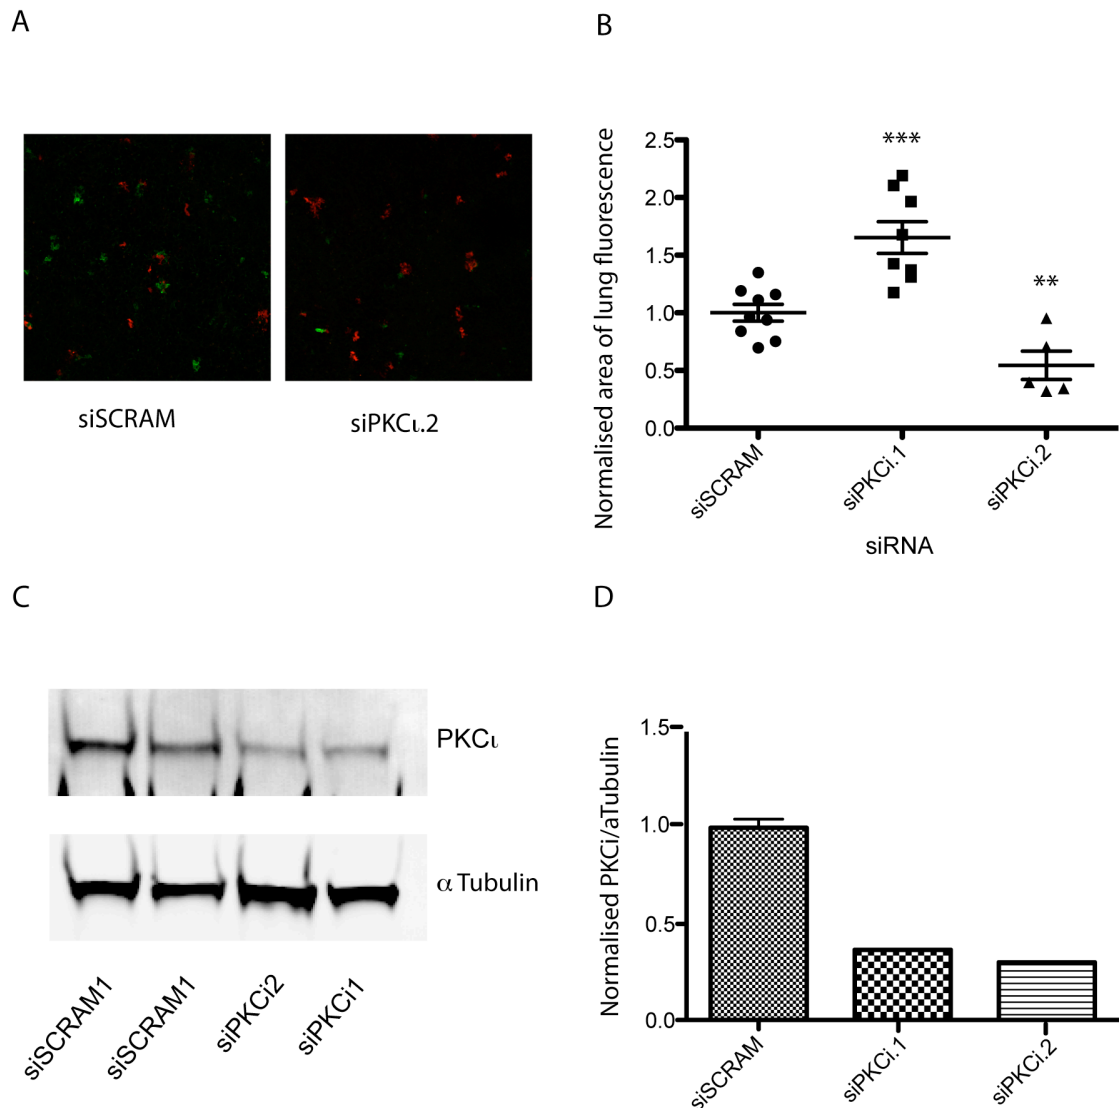 A
siSCRAM
siPKCι.2
B
Normalised area of lung fluorescence
2.5
2.0
1.5
1.0
0.5
0.0
***
**
siSCRAM
siPKCi.1
siPKCi.2
siRNA
C
PKCι
α Tubulin
siSCRAM1
siSCRAM1
siPKCi2
siPKCi1
D
Normalised PKCi/aTubulin
1.5
1.0
0.5
0.0
siSCRAM
siPKCi.1
siPKCi.2